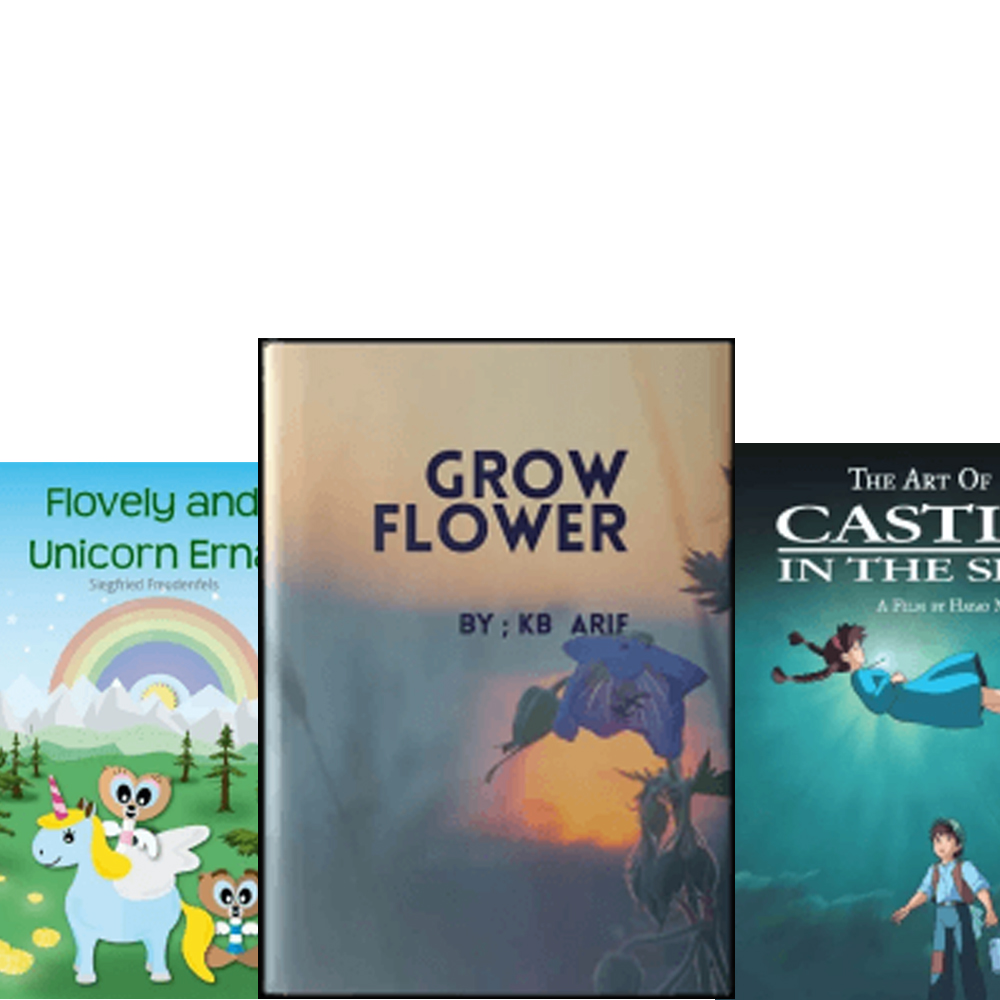 Flovely and
Unicorn Erna
Siegfried Freudenfels
GROW
FLOWER
BY ; KB ARIF
THE ART OF
CASTL
IN THE S
A FILM BY HAYAO M